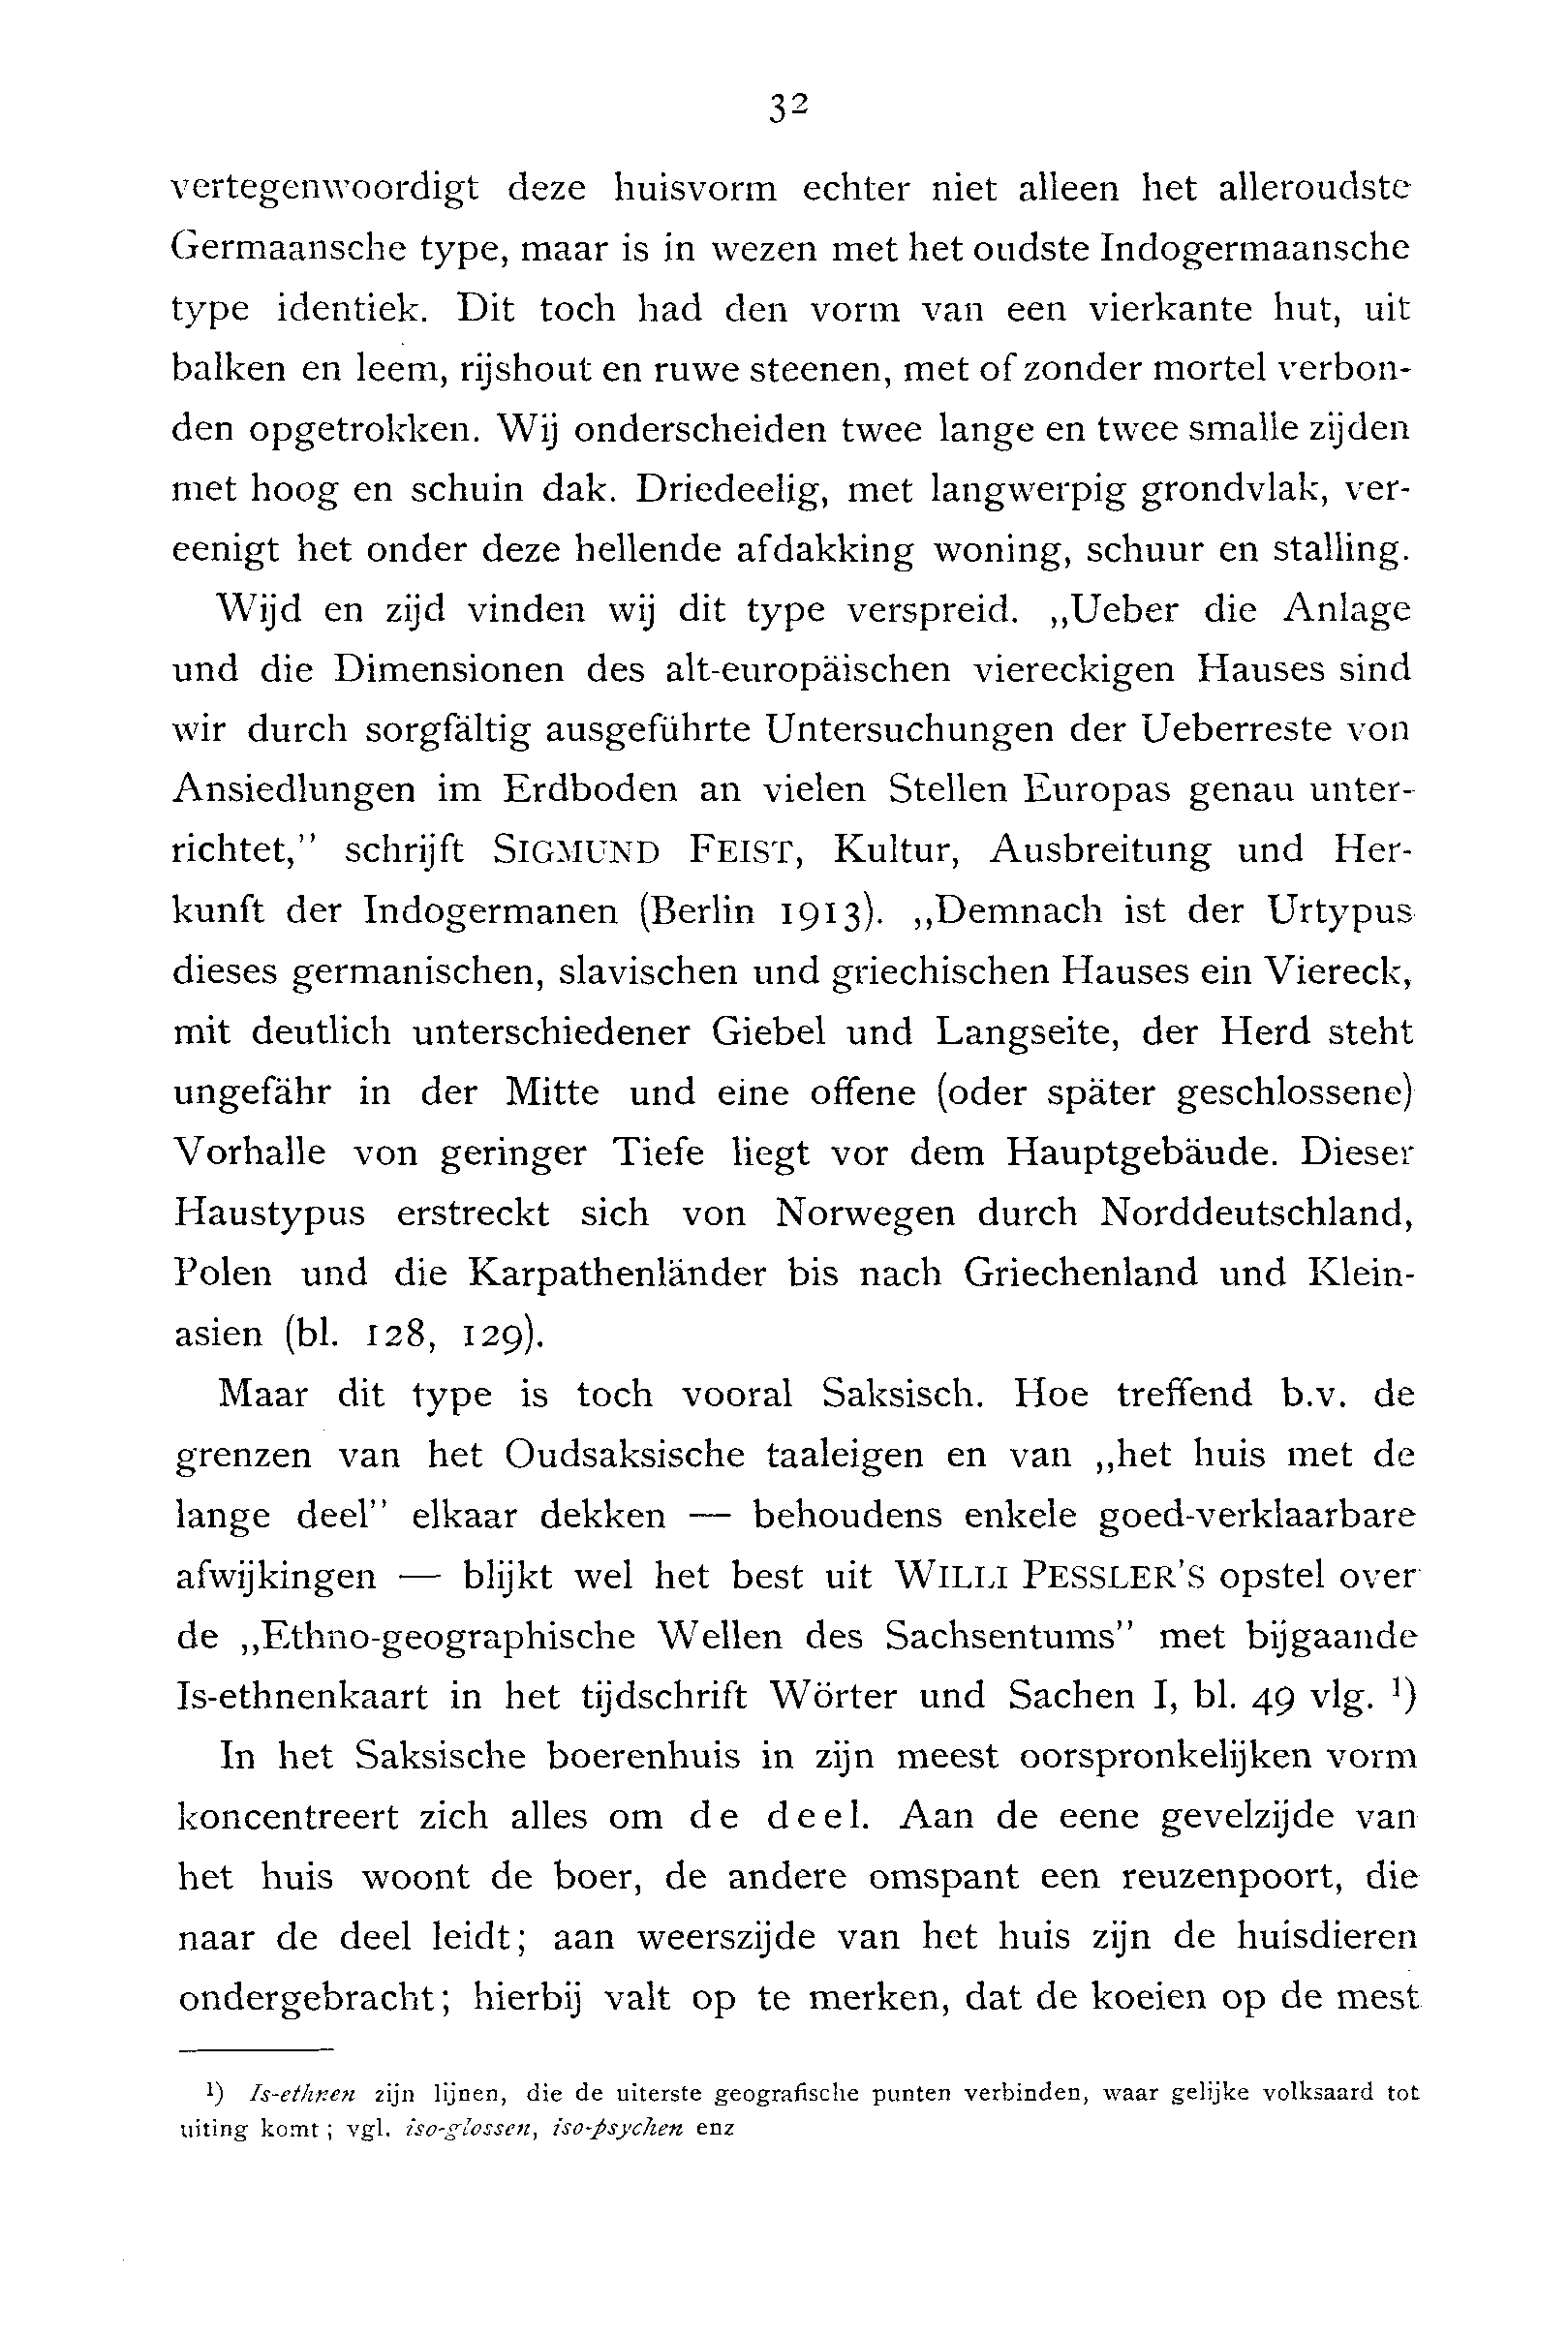 32
vertegenwoordigt deze huisvorm echter niet alleen het alleroudste
Germaansche type, maar is in wezen met het oudste Indogermaansche
type identiek. Dit toch had den vorm van een vierkante hut, uit
balken en leem, rijshout en ruwe steenen, met of zonder mortel verbon-
den opgetrokken. Wij onderscheiden twee lange en twee smalle zijden
met hoog en schuin dak. Driedeelig, met langwerpig grondvlak, ver-
eenigt het onder deze hellende afdakking woning, schuur en stalling.
Wijd en zijd vinden wij dit type verspreid. „Ueber die Anlage
und die Dimensionen des alt-europäischen viereckigen Hauses sind
wir durch sorgfältig ausgeführte Untersuchungen der Ueberreste von
Ansiedlungen im Erdboden an vielen Stellen Europas genau unter-
richtet,” schrijft SIGMUND FEIST, Kultur, Ausbreitung und Her-
kunft der Indogermanen (Berlin 1913). „Demnach ist der Urtypus
dieses germanischen, slavischen und griechischen Hauses ein Viereck,
mit deutlich unterschiedener Giebel und Langseite, der Herd steht
ungefähr in der Mitte und eine offene (oder später geschlossene)
Vorhalle von geringer Tiefe liegt vor dem Hauptgebäude. Dieser
Haustypus erstreckt sich von Norwegen durch Norddeutschland,
Polen und die Karpathenländer bis nach Griechenland und Klein-
asien (bl. 128, 129).
Maar dit type is toch vooral Saksisch. Hoe treffend b.v. de
grenzen van het Oudsaksische taaleigen en van „het huis met de
lange deel” elkaar dekken — behoudens enkele goed-verklaarbare
afwijkingen — blijkt wel het best uit WILLI PESSLER'S opstel over
de „Ethno-geographische Wellen des Sachsentums” met bijgaande
Is-ethnenkaart in het tijdschrift Wörter und Sachen I, bl. 49 vlg. ¹)
In het Saksische boerenhuis in zijn meest oorspronkelijken vorm
koncentreert zich alles om de deel. Aan de eene gevelzijde van
het huis woont de boer, de andere omspant een reuzenpoort, die
naar de deel leidt; aan weerszijde van het huis zijn de huisdieren
ondergebracht; hierbij valt op te merken, dat de koeien op de mest
¹) Is-ethnen zijn lijnen, die de uiterste geografische punten verbinden, waar gelijke volksaard tot
uiting komt; vgl. iso-glossen, iso-psychen enz